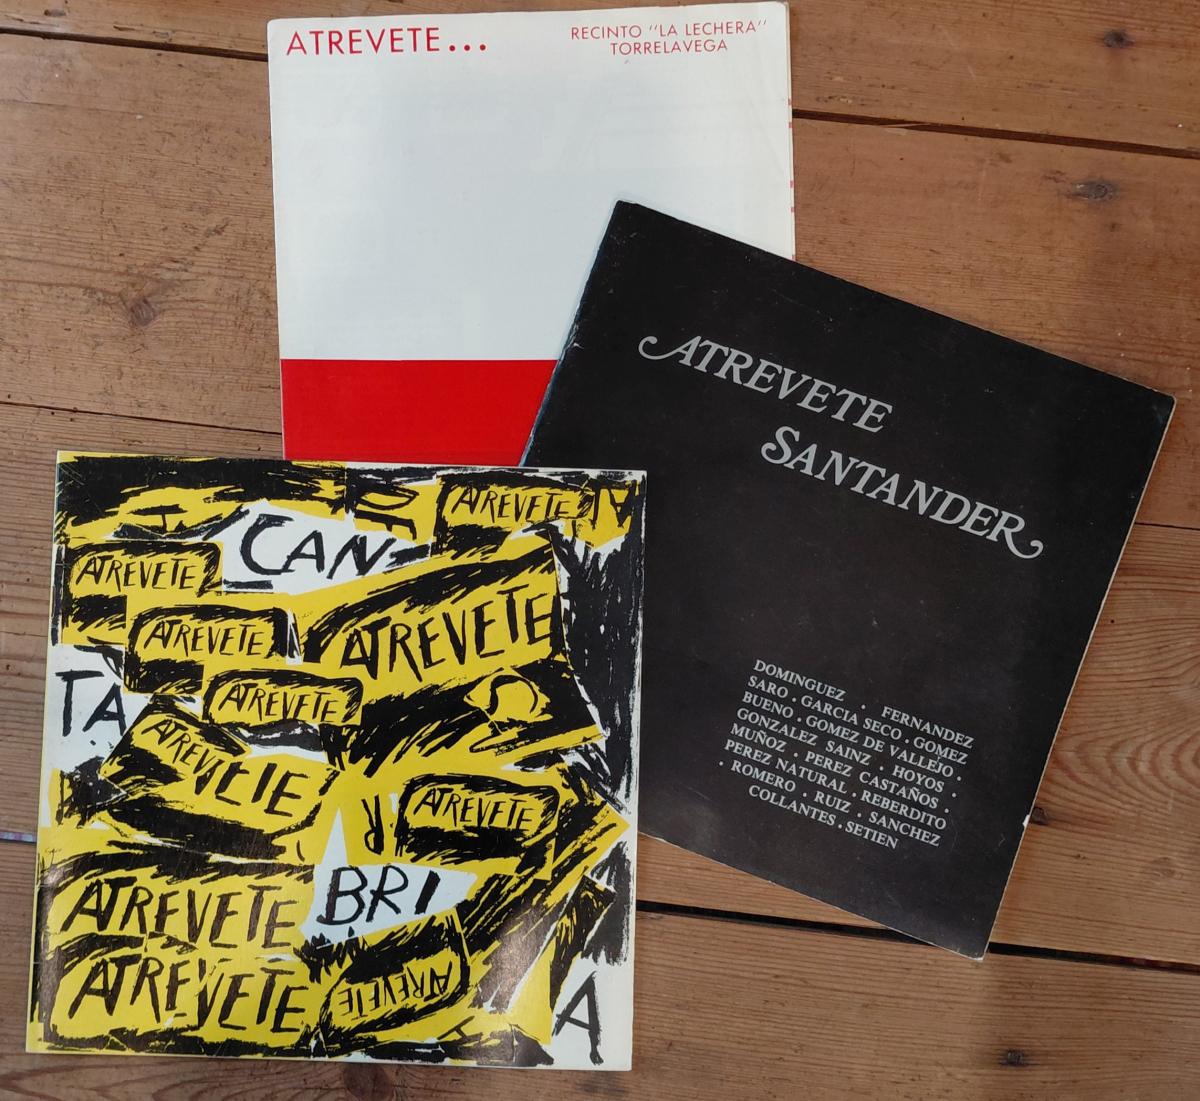 ATREVETE...
RECINTO "LA LECHERA"
TORRELAVEGA
ATREVETE
SANTANDER
DOMINGUEZ . FERNANDEZ
SARO . GARCIA SECO . GOMEZ
BUENO . GOMEZ DE VALLEJO .
GONZALEZ SAINZ . HOYOS .
MUÑOZ . PEREZ CASTAÑOS .
PEREZ NATURAL . REBERDITO
. ROMERO . RUIZ . SANCHEZ
COLLANTES . SETIEN
ATREVETE
CAN
ATREVETE
ATREVETE
ATREVETE
ATREVETE
TA
ATREVETE
ATREVETE
R
BRI
ATREVETE
ATREVETE
ATREVETE
A